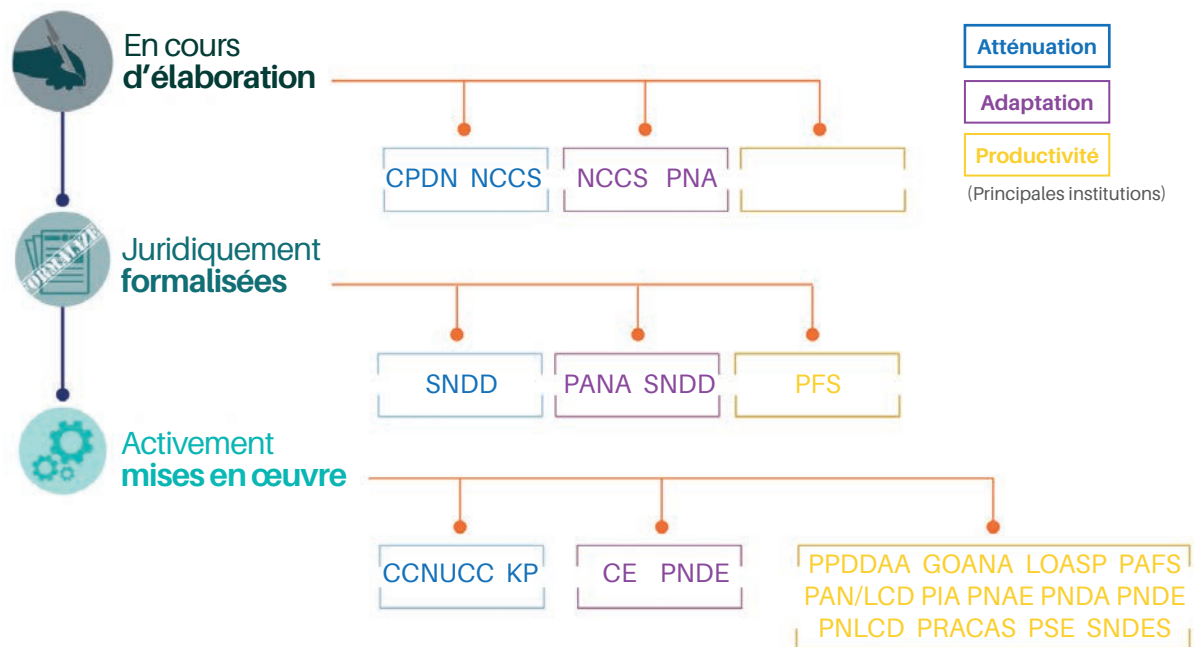 En cours
d’élaboration
Atténuation
Adaptation
Productivité
(Principales institutions)
CPDN NCCS
NCCS PNA
FORMALIZE
Juridiquement
formalisées
SNDD
PANA SNDD
PFS
Activement
mises en œuvre
CCNUCC KP
CE PNDE
PPDDAA GOANA LOASP PAFS
PAN/LCD PIA PNAE PNDA PNDE
PNLCD PRACAS PSE SNDES